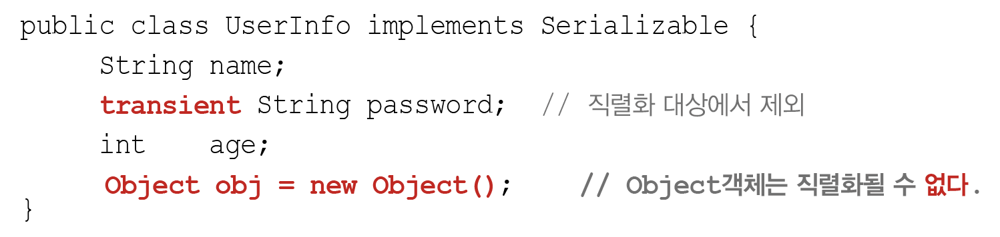 public class UserInfo implements Serializable {
String name;
transient String password; // 직렬화 대상에서 제외
int age;
Object obj = new Object(); // Object객체는 직렬화될 수 없다.
}